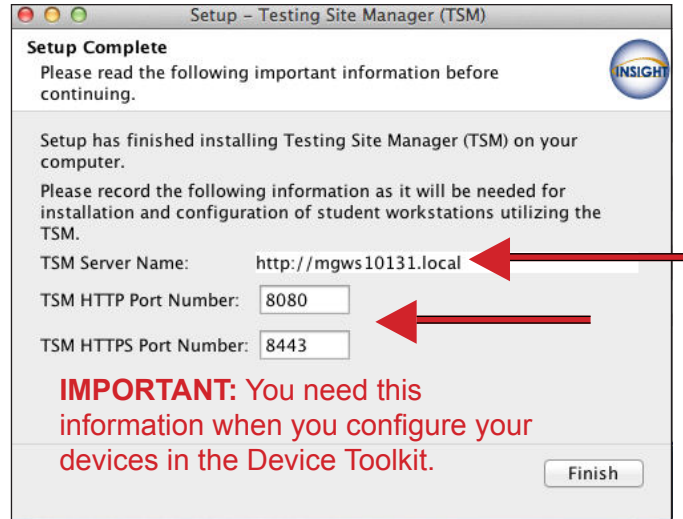 Setup – Testing Site Manager (TSM)
Setup Complete
Please read the following important information before
continuing.
INSIGHT
Setup has finished installing Testing Site Manager (TSM) on your
computer.
Please record the following information as it will be needed for
installation and configuration of student workstations utilizing the
TSM.
TSM Server Name: http://mgws10131.local
TSM HTTP Port Number: 8080
TSM HTTPS Port Number: 8443
IMPORTANT: You need this
information when you configure your
devices in the Device Toolkit.
Finish